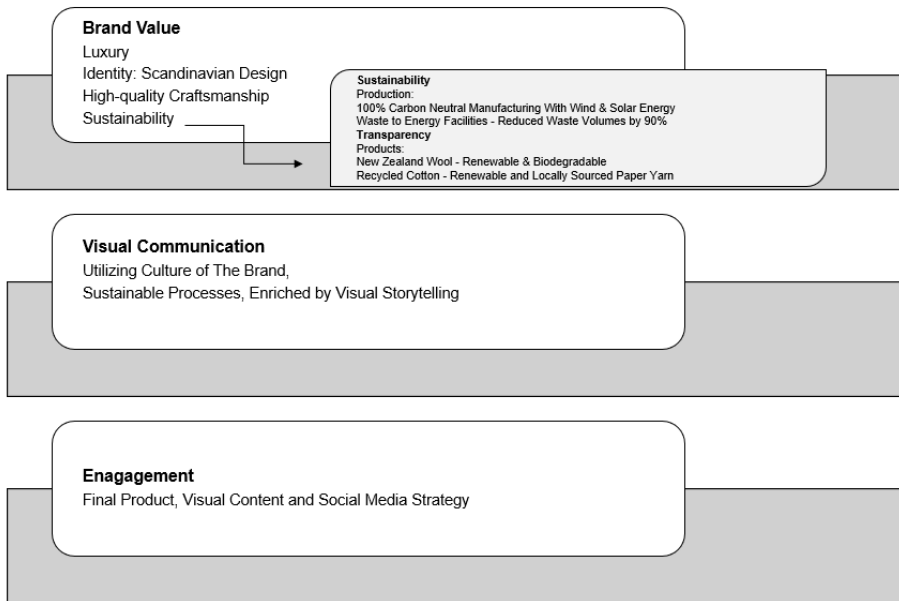 Brand Value
Luxury
Identity: Scandinavian Design
High-quality Craftsmanship
Sustainability
Sustainability
Production:
100% Carbon Neutral Manufacturing With Wind & Solar Energy
Waste to Energy Facilities - Reduced Waste Volumes by 90%
Transparency
Products:
New Zealand Wool - Renewable & Biodegradable
Recycled Cotton - Renewable and Locally Sourced Paper Yarn
Visual Communication
Utilizing Culture of The Brand,
Sustainable Processes, Enriched by Visual Storytelling
Enagagement
Final Product, Visual Content and Social Media Strategy